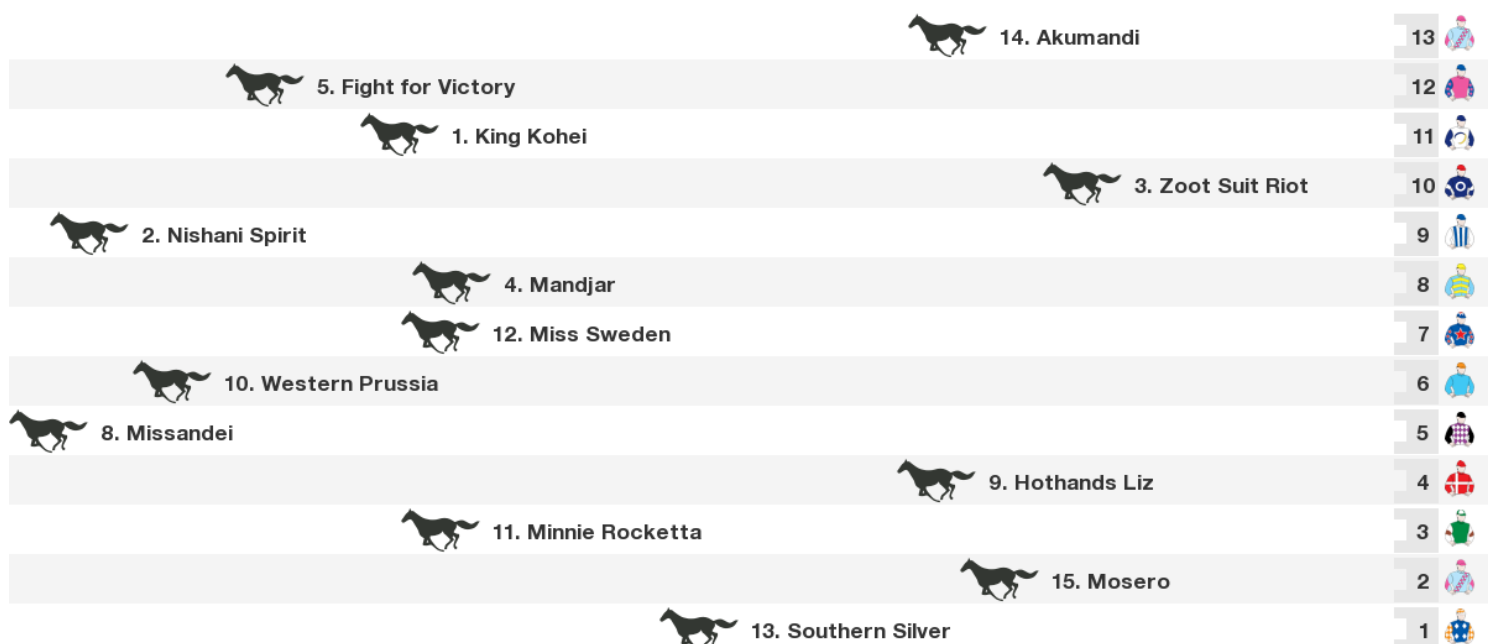 14. Akumandi 13
5. Fight for Victory 12
1. King Kohei 11
3. Zoot Suit Riot 10
2. Nishani Spirit 9
4. Mandjar 8
12. Miss Sweden 7
10. Western Prussia 6
8. Missandei 5
9. Hothands Liz 4
11. Minnie Rocketta 3
15. Mosero 2
13. Southern Silver 1